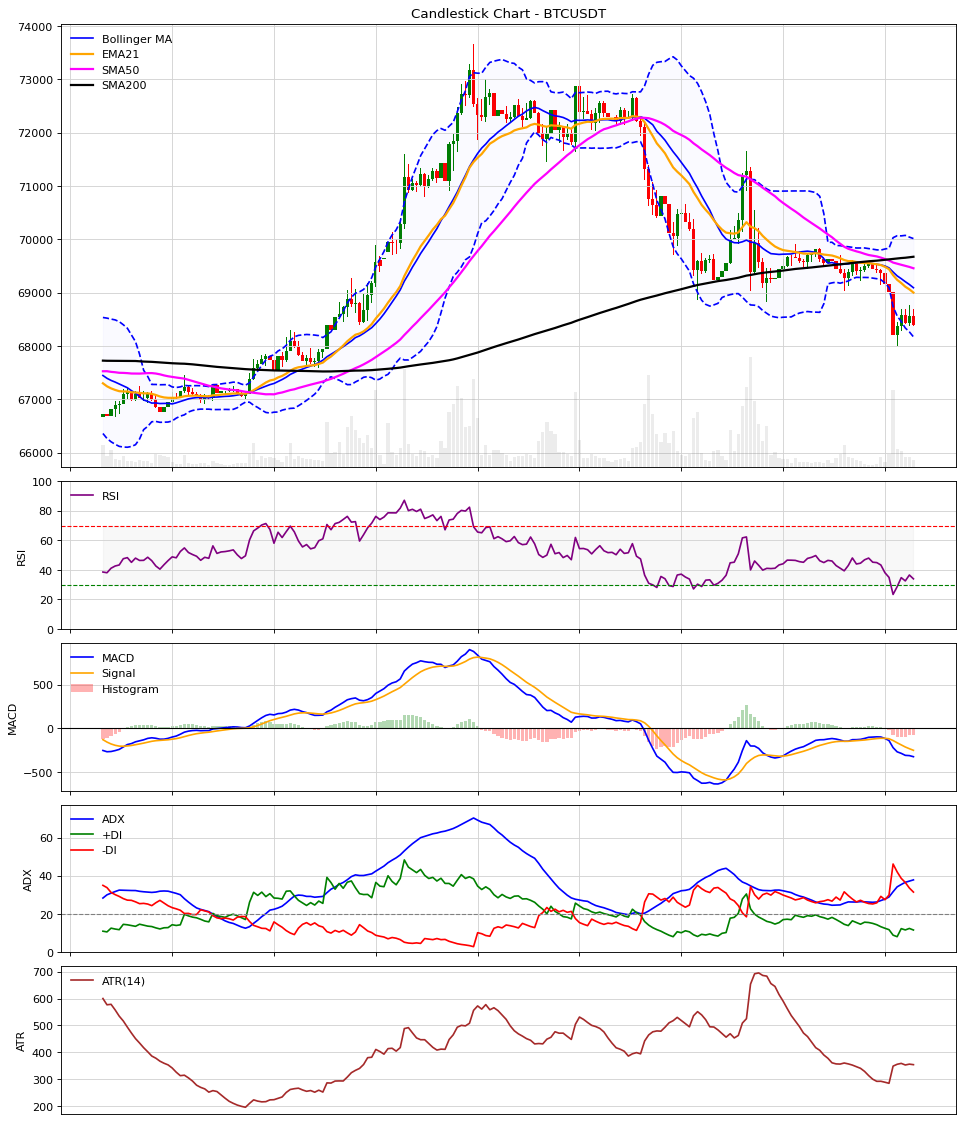 Candlestick Chart - BTCUSDT
74000
73000
72000
71000
70000
69000
68000
67000
66000
Bollinger MA
EMA21
SMA50
SMA200
100
80
60
40
20
0
RSI
RSI
500
0
−500
MACD
MACD
Signal
Histogram
60
40
20
0
ADX
ADX
+DI
-DI
700
600
500
400
300
200
ATR
ATR(14)